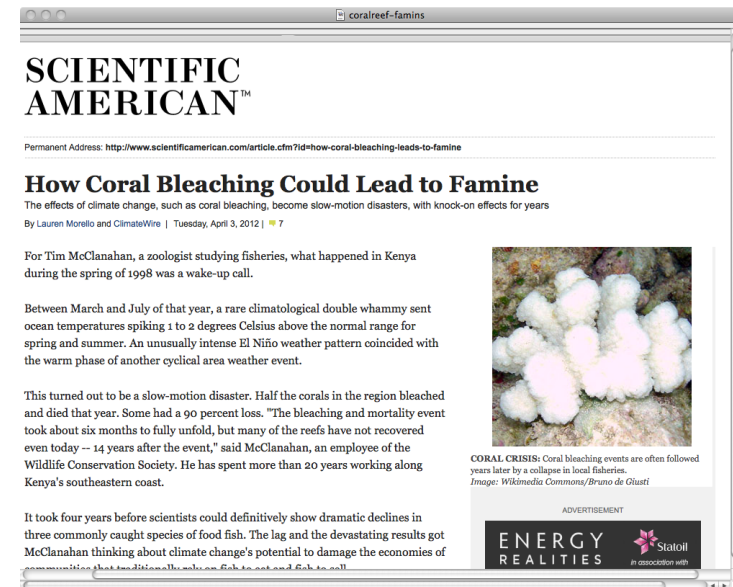 coralreef-famins
SCIENTIFIC
AMERICAN™
Permanent Address: http://www.scientificamerican.com/article.cfm?id=how-coral-bleaching-leads-to-famine
How Coral Bleaching Could Lead to Famine
The effects of climate change, such as coral bleaching, become slow-motion disasters, with knock-on effects for years
By Lauren Morello and ClimateWire | Tuesday, April 3, 2012 | 7
For Tim McClanahan, a zoologist studying fisheries, what happened in Kenya
during the spring of 1998 was a wake-up call.
Between March and July of that year, a rare climatological double whammy sent
ocean temperatures spiking 1 to 2 degrees Celsius above the normal range for
spring and summer. An unusually intense El Niño weather pattern coincided with
the warm phase of another cyclical area weather event.
This turned out to be a slow-motion disaster. Half the corals in the region bleached
and died that year. Some had a 90 percent loss. "The bleaching and mortality event
took about six months to fully unfold, but many of the reefs have not recovered
even today -- 14 years after the event," said McClanahan, an employee of the
Wildlife Conservation Society. He has spent more than 20 years working along
Kenya's southeastern coast.
It took four years before scientists could definitively show dramatic declines in
three commonly caught species of food fish. The lag and the devastating results got
McClanahan thinking about climate change's potential to damage the economies of
communities that traditionally rely on fish to eat and fish to sell.
CORAL CRISIS: Coral bleaching events are often followed
years later by a collapse in local fisheries.
Image: Wikimedia Commons/Bruno de Giusti
ADVERTISEMENT
ENERGY
REALITIES
Statoil
in association with